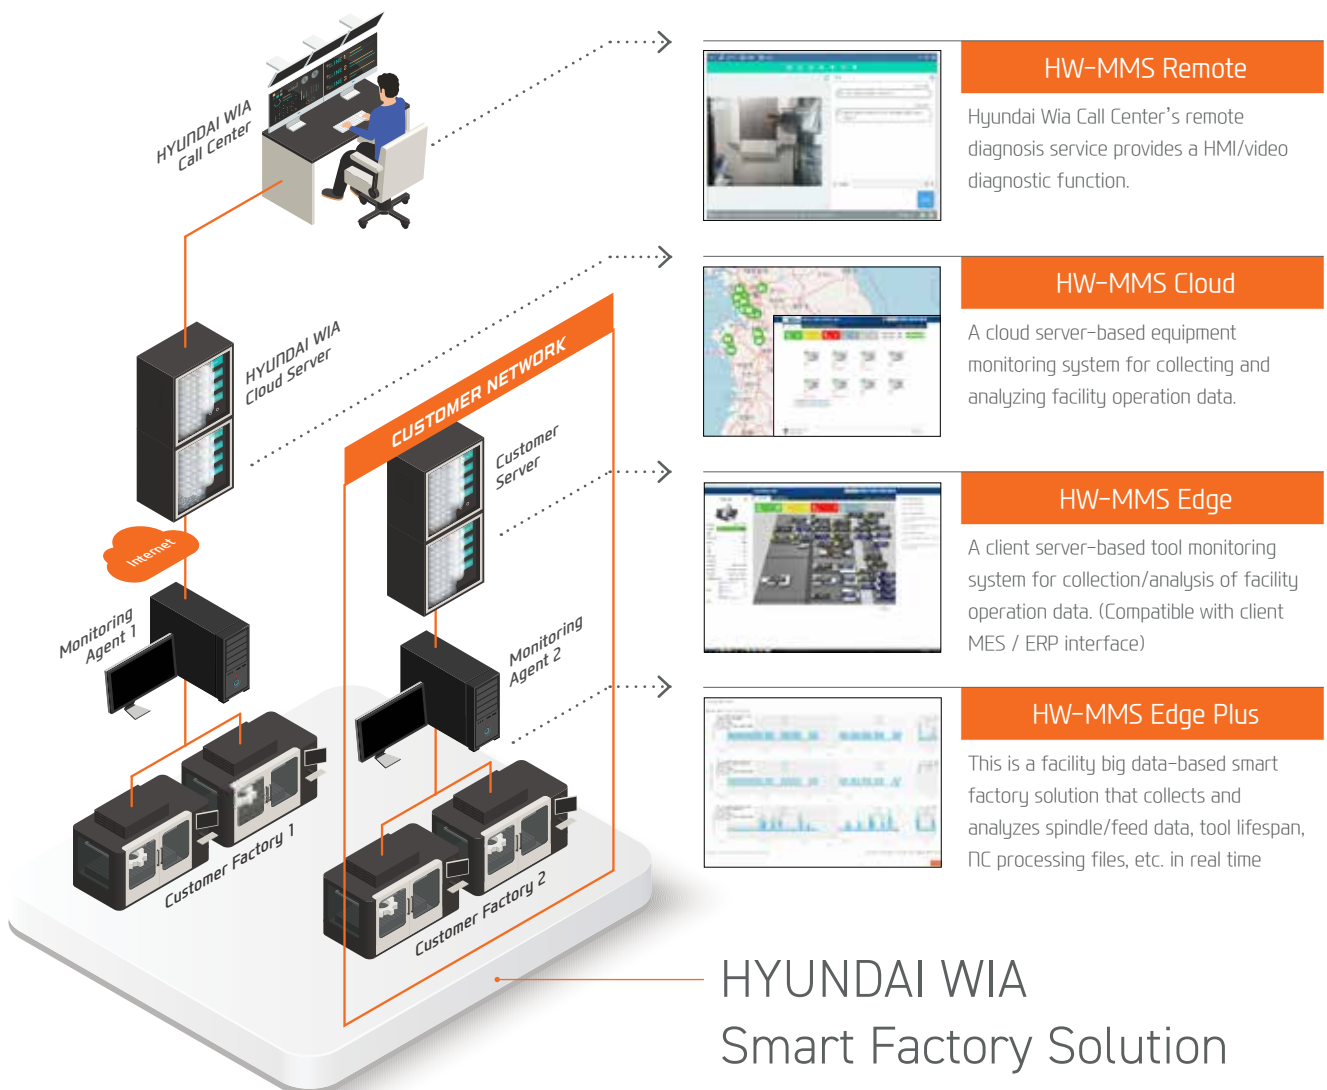 HYUNDAI WIA
Call Center
HYUNDAI WIA
Cloud Server
CUSTOMER NETWORK
Customer
Server
Internet
Monitoring
Agent 1
Monitoring
Agent 2
Customer Factory 1
Customer Factory 2
HW-MMS Remote
Hyundai Wia Call Center's remote
diagnosis service provides a HMI/video
diagnostic function.
HW-MMS Cloud
A cloud server-based equipment
monitoring system for collecting and
analyzing facility operation data.
HW-MMS Edge
A client server-based tool monitoring
system for collection/analysis of facility
operation data. (Compatible with client
MES / ERP interface)
HW-MMS Edge Plus
This is a facility big data-based smart
factory solution that collects and
analyzes spindle/feed data, tool lifespan,
NC processing files, etc. in real time
HYUNDAI WIA
Smart Factory Solution